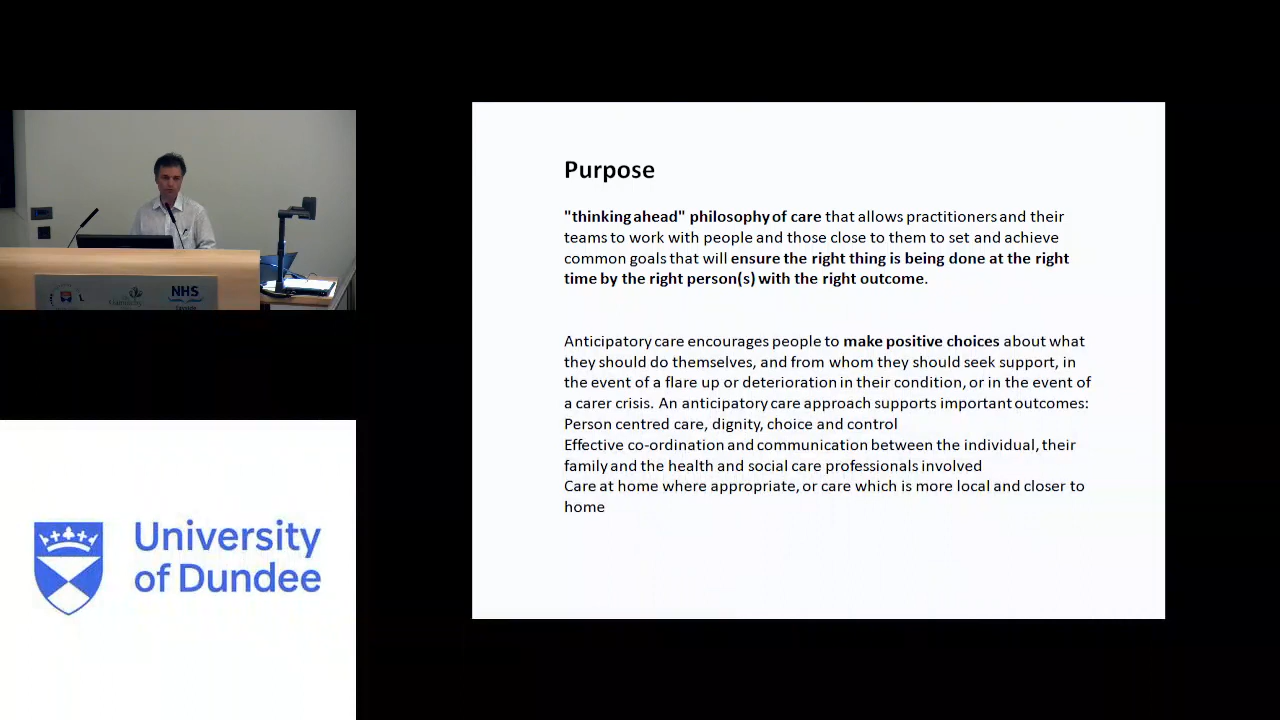 Purpose
"thinking ahead" philosophy of care that allows practitioners and their
teams to work with people and those close to them to set and achieve
common goals that will ensure the right thing is being done at the right
time by the right person(s) with the right outcome.
Anticipatory care encourages people to make positive choices about what
they should do themselves, and from whom they should seek support, in
the event of a flare up or deterioration in their condition, or in the event of
a carer crisis. An anticipatory care approach supports important outcomes:
Person centred care, dignity, choice and control
Effective co-ordination and communication between the individual, their
family and the health and social care professionals involved
Care at home where appropriate, or care which is more local and closer to
home
NHS
University
of Dundee